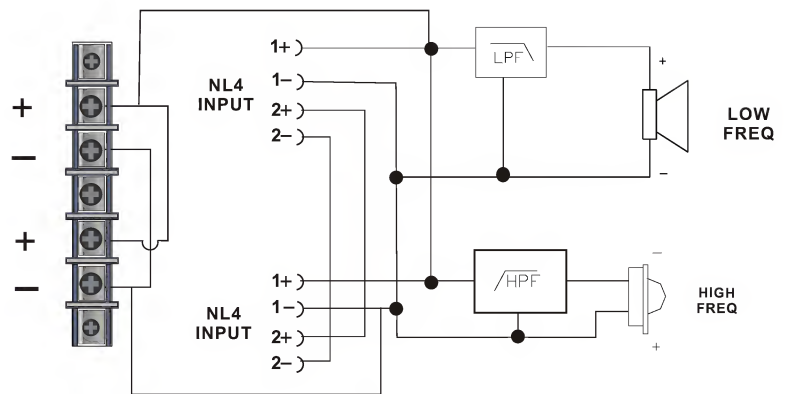 +
–
+
–
NL4
INPUT
1+
1–
2+
2–
LPF
+
–
LOW
FREQ
NL4
INPUT
1+
1–
2+
2–
HPF
–
+
HIGH
FREQ